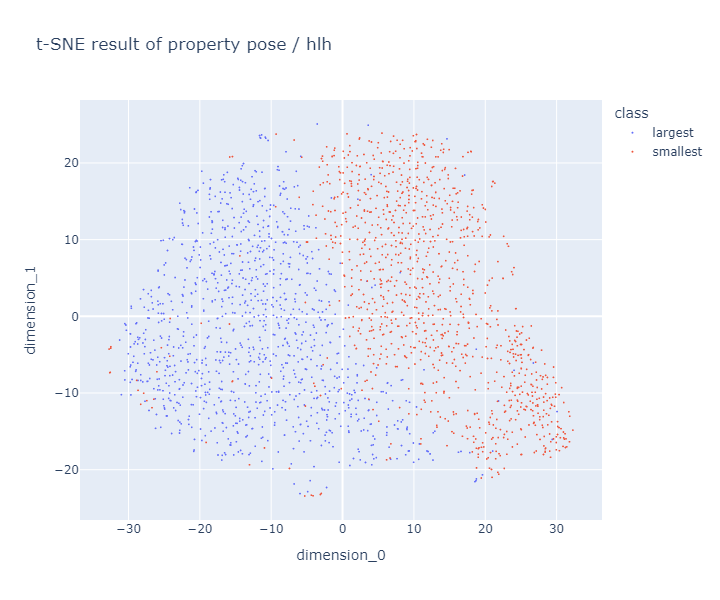 t-SNE result of property pose / hlh
class
largest
smallest
20
10
0
−10
−20
dimension_1
−30
−20
−10
0
10
20
30
dimension_0